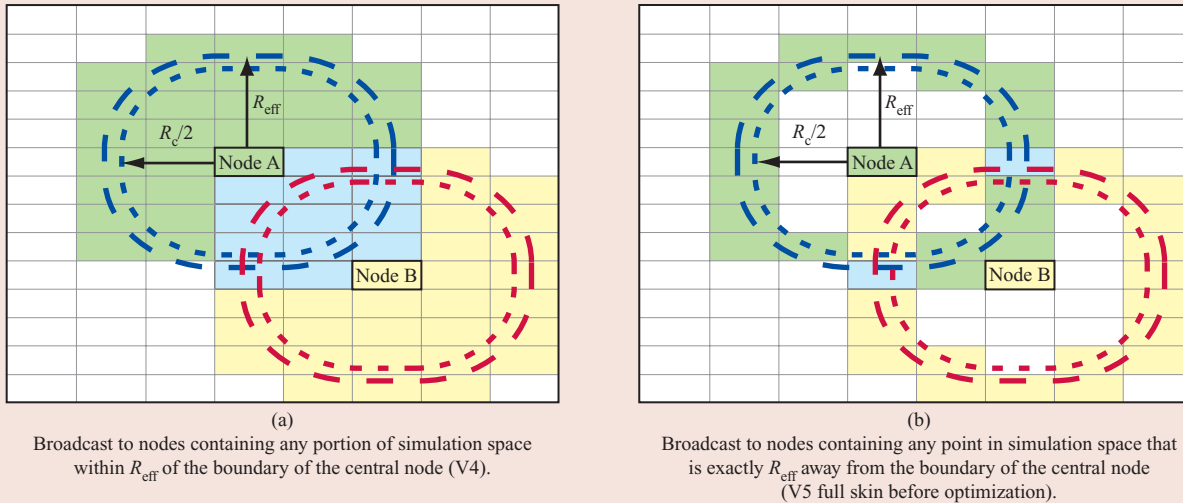 R_eff
R_c/2
Node A
Node B
(a)
Broadcast to nodes containing any portion of simulation space
within R_eff of the boundary of the central node (V4).
R_eff
R_c/2
Node A
Node B
(b)
Broadcast to nodes containing any point in simulation space that
is exactly R_eff away from the boundary of the central node
(V5 full skin before optimization).